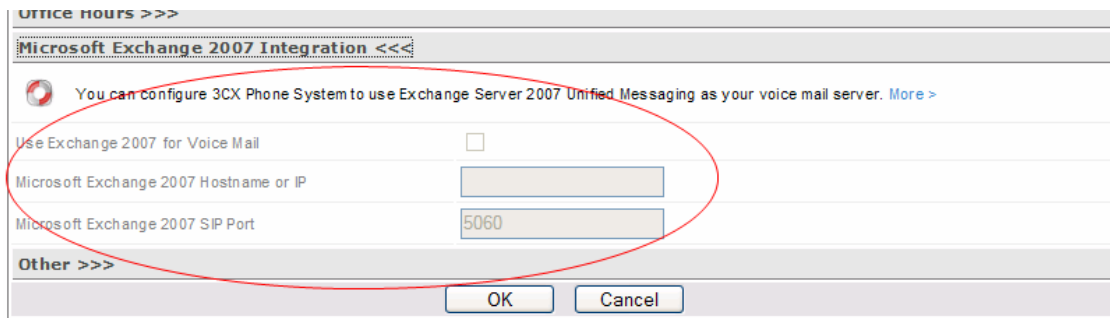 Office Hours >>>
Microsoft Exchange 2007 Integration <<<
You can configure 3CX Phone System to use Exchange Server 2007 Unified Messaging as your voice mail server. More >
Use Exchange 2007 for Voice Mail
Microsoft Exchange 2007 Hostname or IP
Microsoft Exchange 2007 SIP Port 5060
Other >>>
OK Cancel